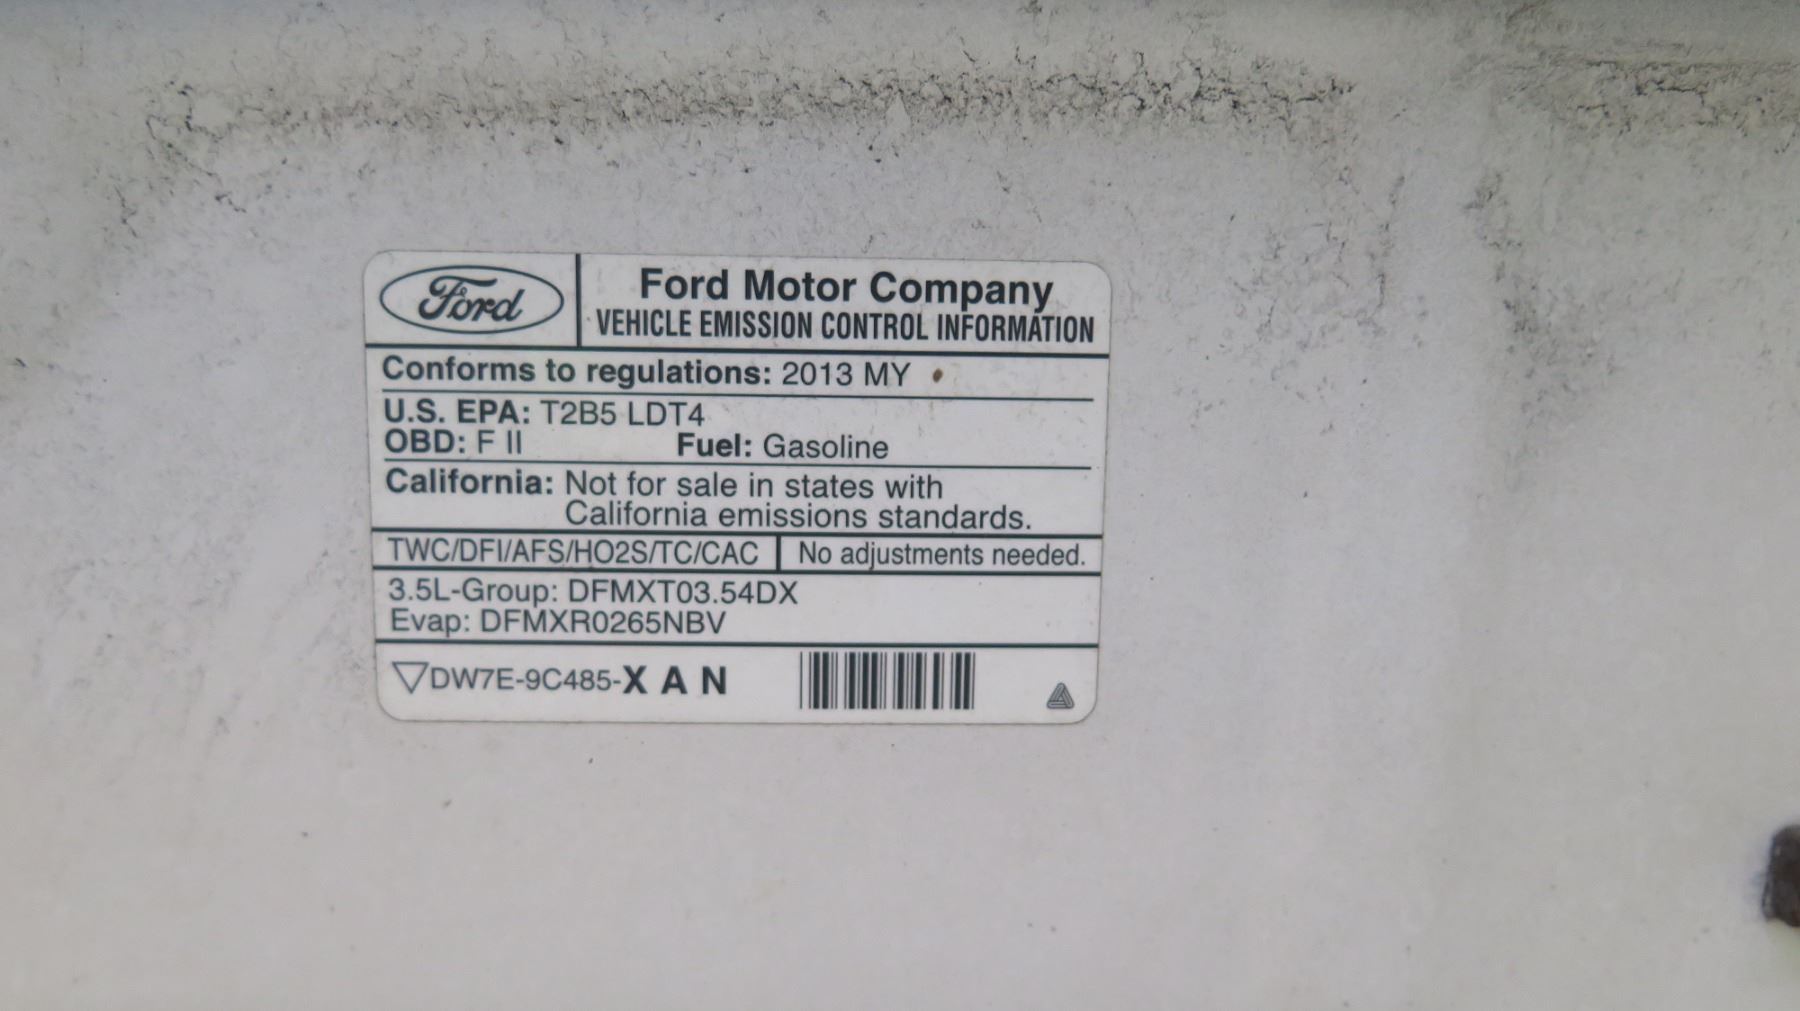 Ford
Ford Motor Company
VEHICLE EMISSION CONTROL INFORMATION
Conforms to regulations: 2013 MY
U.S. EPA: T2B5 LDT4
OBD: F II Fuel: Gasoline
California: Not for sale in states with
California emissions standards.
TWC/DFI/AFS/HO2S/TC/CAC No adjustments needed.
3.5L-Group: DFMXT03.54DX
Evap: DFMXR0265NBV
DW7E-9C485-X A N